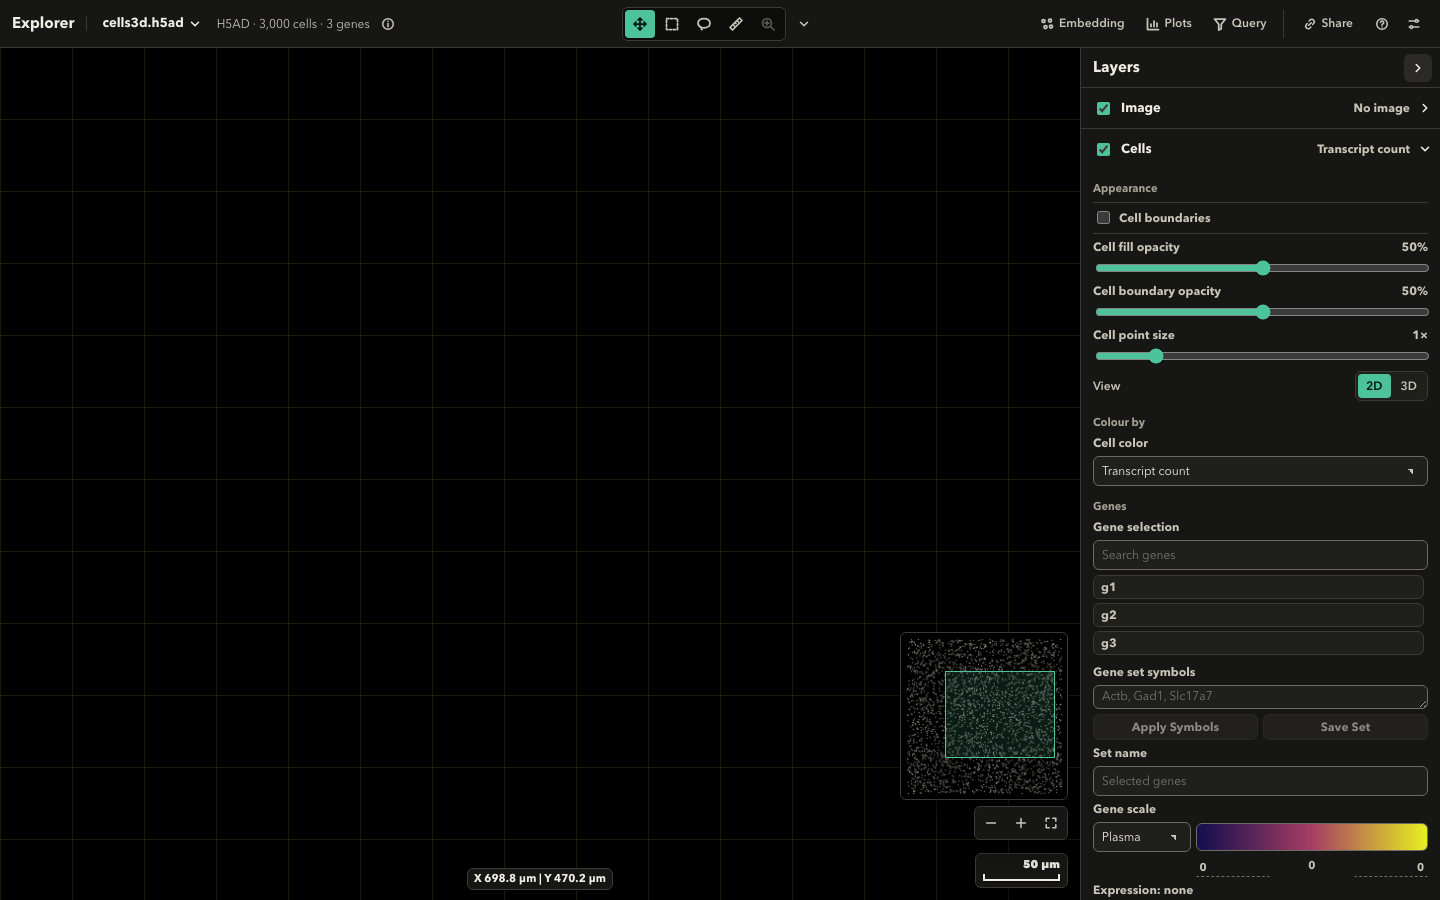 Explorer
cells3d.h5ad
H5AD · 3,000 cells · 3 genes
Embedding
Plots
Query
Share
Layers
Image
No image
Cells
Transcript count
Appearance
Cell boundaries
Cell fill opacity
50%
Cell boundary opacity
50%
Cell point size
1×
View
2D
3D
Colour by
Cell color
Transcript count
Genes
Gene selection
Search genes
g1
g2
g3
Gene set symbols
Actb, Gad1, Slc17a7
Apply Symbols
Save Set
Set name
Selected genes
Gene scale
Plasma
0
0
0
Expression: none
50 µm
X 698.8 µm | Y 470.2 µm